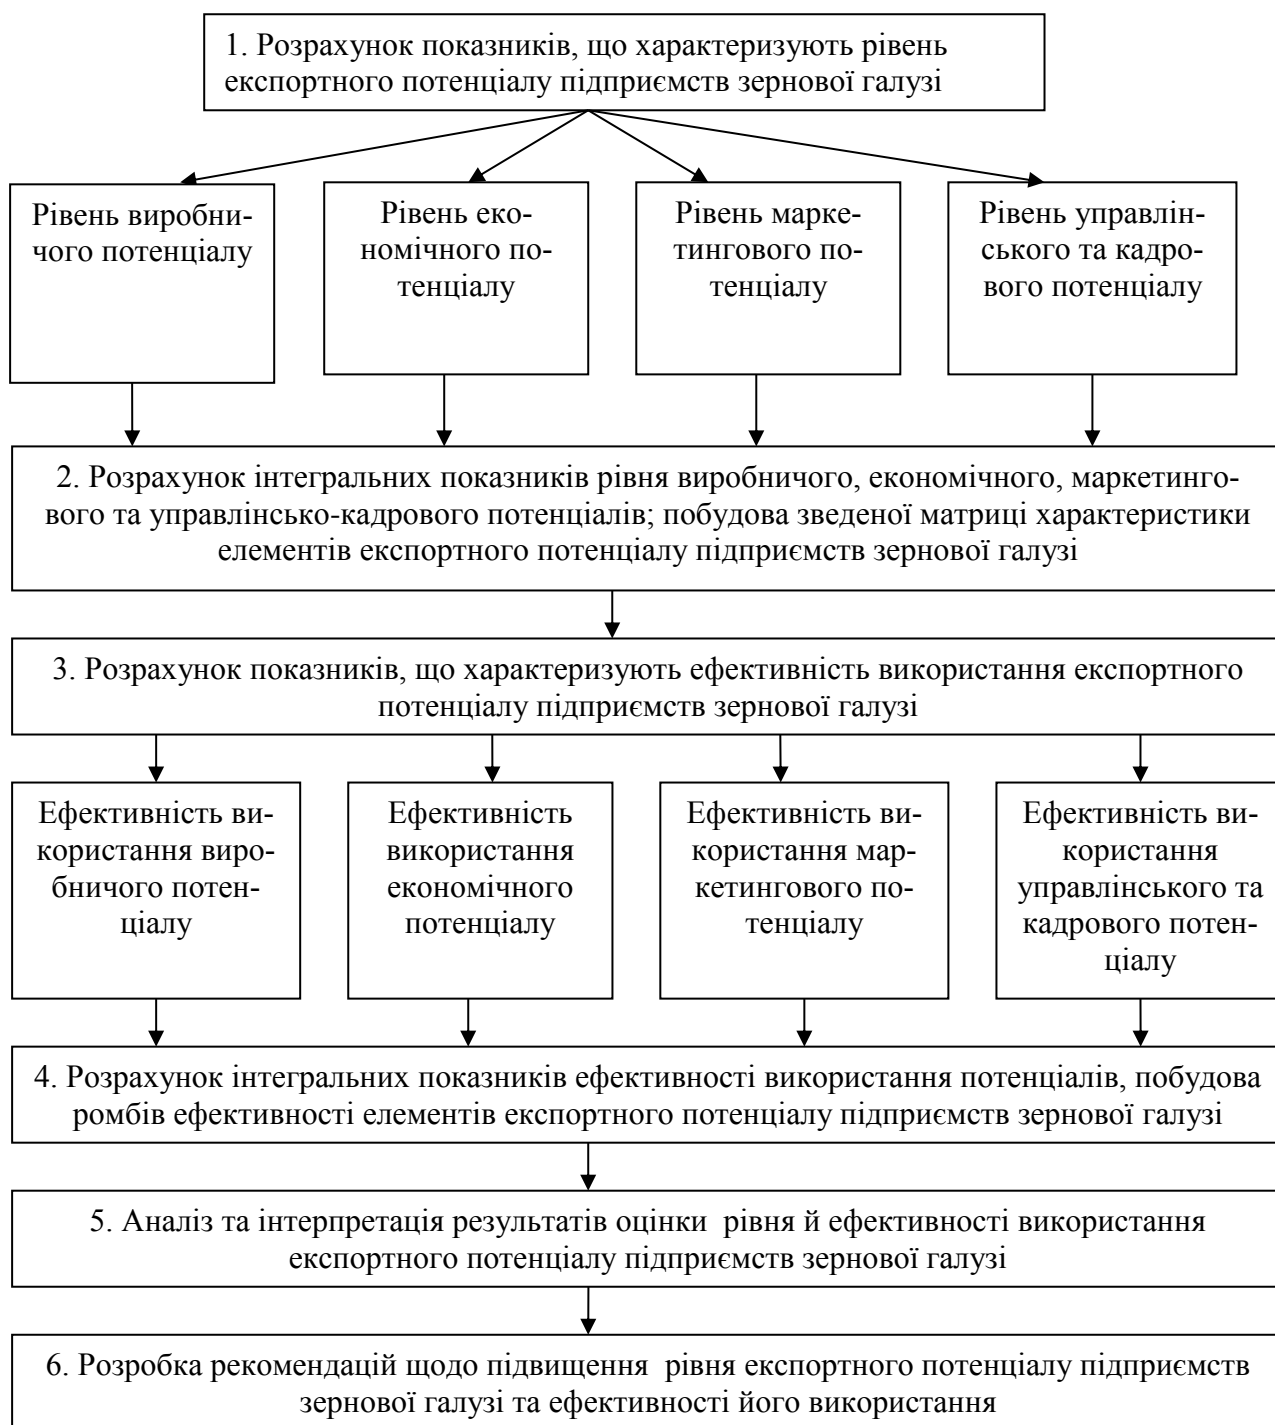 1. Розрахунок показників, що характеризують рівень
експортного потенціалу підприємств зернової галузі
Рівень виробни-
чого потенціалу
Рівень еко-
номічного по-
тенціалу
Рівень марке-
тингового по-
тенціалу
Рівень управлін-
ського та кадро-
вого потенціалу
2. Розрахунок інтегральних показників рівня виробничого, економічного, маркетинго-
вого та управлінсько-кадрового потенціалів; побудова зведеної матриці характеристики
елементів експортного потенціалу підприємств зернової галузі
3. Розрахунок показників, що характеризують ефективність використання експортного
потенціалу підприємств зернової галузі
Ефективність ви-
користання виро-
бничого потен-
ціалу
Ефективність
використання
економічного
потенціалу
Ефективність ви-
користання мар-
кетингового по-
тенціалу
Ефективність ви-
користання
управлінського та
кадрового потен-
ціалу
4. Розрахунок інтегральних показників ефективності використання потенціалів, побудова
ромбів ефективності елементів експортного потенціалу підприємств зернової галузі
5. Аналіз та інтерпретація результатів оцінки рівня й ефективності використання
експортного потенціалу підприємств зернової галузі
6. Розробка рекомендацій щодо підвищення рівня експортного потенціалу підприємств
зернової галузі та ефективності його використання